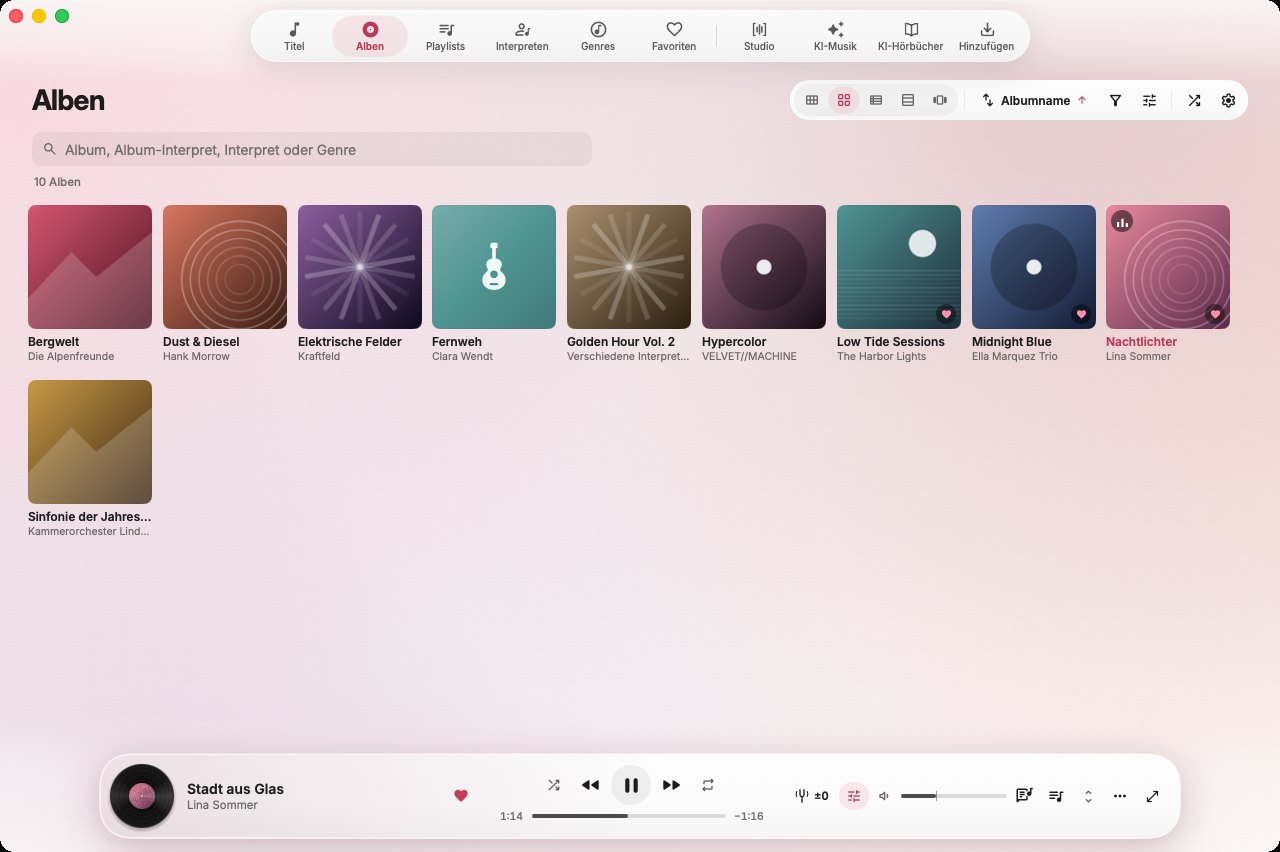 Titel
Alben
Playlists
Interpreten
Genres
Favoriten
Studio
KI-Musik
KI-Hörbücher
Hinzufügen
Alben
Albumname
Album, Album-Interpret, Interpret oder Genre
10 Alben
Bergwelt
Die Alpenfreunde
Dust & Diesel
Hank Morrow
Elektrische Felder
Kraftfeld
Fernweh
Clara Wendt
Golden Hour Vol. 2
Verschiedene Interpret...
Hypercolor
VELVET//MACHINE
Low Tide Sessions
The Harbor Lights
Midnight Blue
Ella Marquez Trio
Nachtlichter
Lina Sommer
Sinfonie der Jahres...
Kammerorchester Lind...
Stadt aus Glas
Lina Sommer
1:14
−1:16
±0